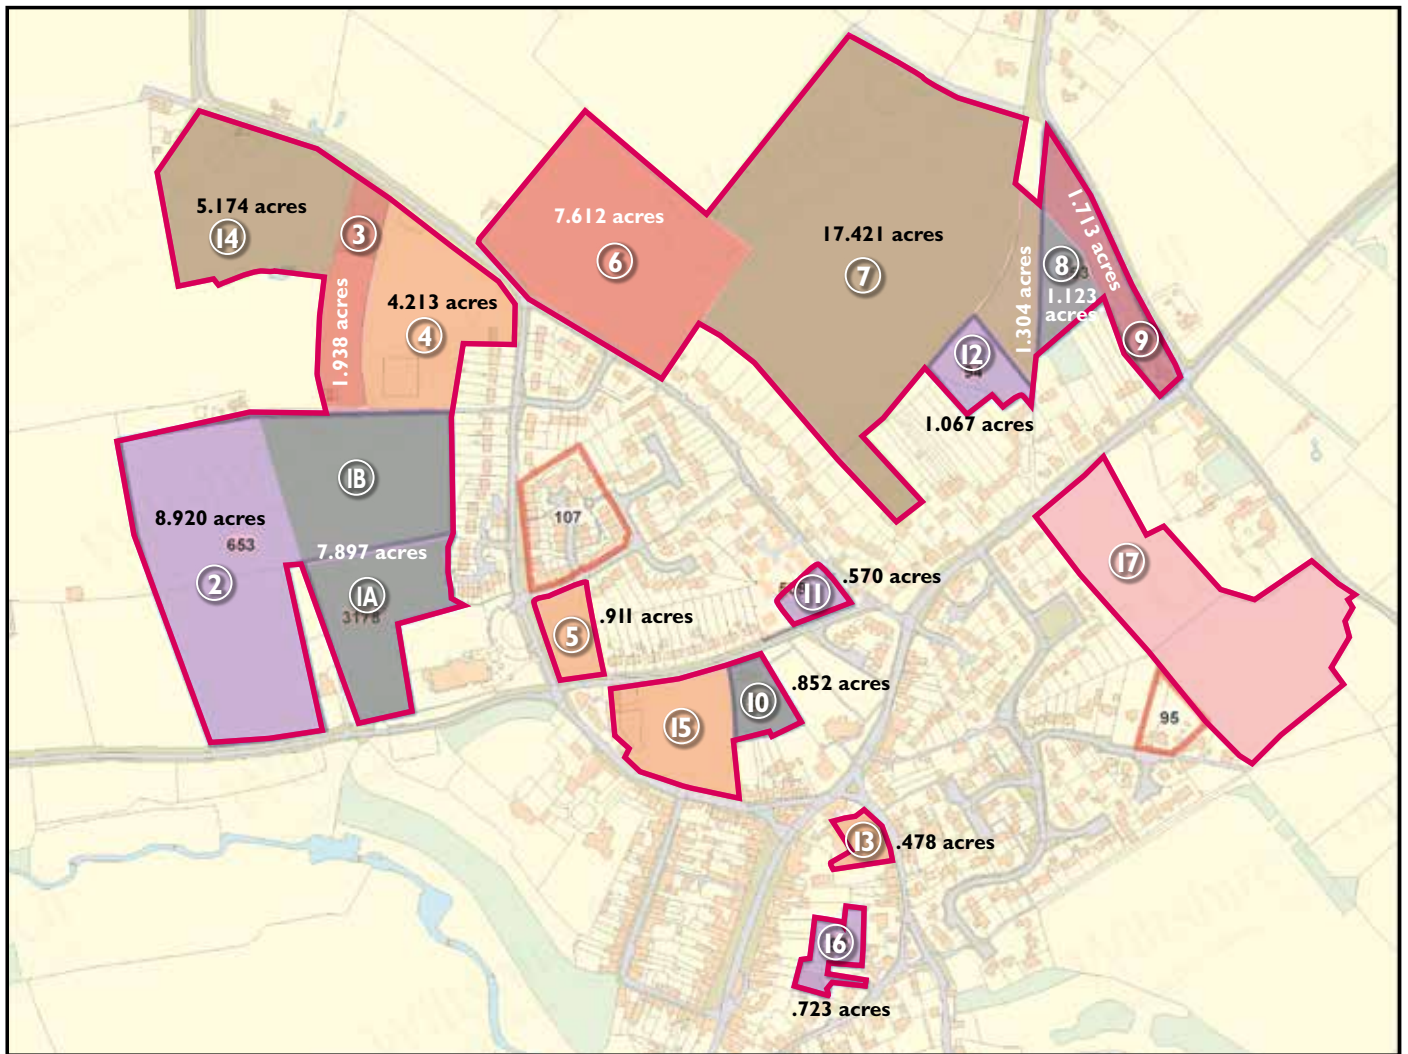 5.174 acres
14
3
1.938 acres
4.213 acres
4
7.612 acres
6
17.421 acres
7
1.304 acres
8
1.123
acres
1.713 acres
9
12
94
1.067 acres
1B
8.920 acres
653
2
7.897 acres
1A
3178
107
5
.911 acres
11
.570 acres
17
95
15
10
.852 acres
13
.478 acres
16
.723 acres